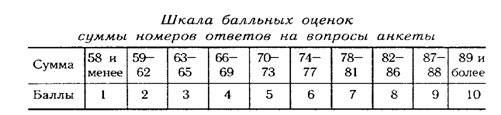 Шкала балльных оценок
суммы номеров ответов на вопросы анкеты
Сумма 58 и менее 59–62 63–65 66–69 70–73 74–77 78–81 82–86 87–88 89 и более
Баллы 1 2 3 4 5 6 7 8 9 10